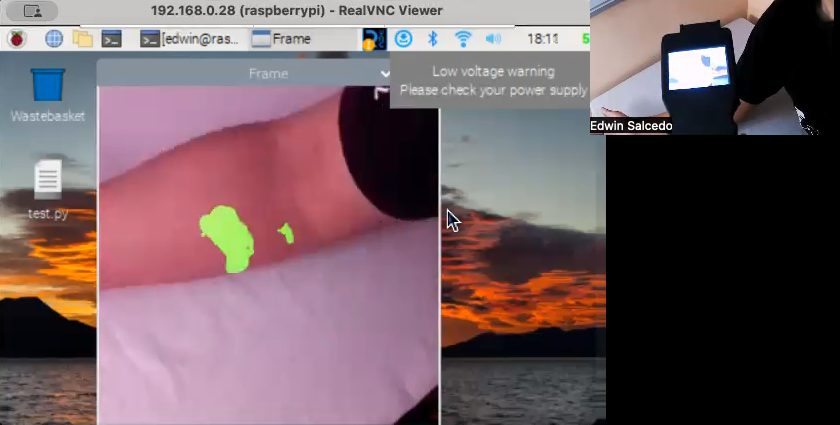 192.168.0.28 (raspberrypi) - RealVNC Viewer
[edwin@ras... Frame 18:11
Frame
Low voltage warning
Please check your power supply
Wastebasket
test.py
Edwin Salcedo